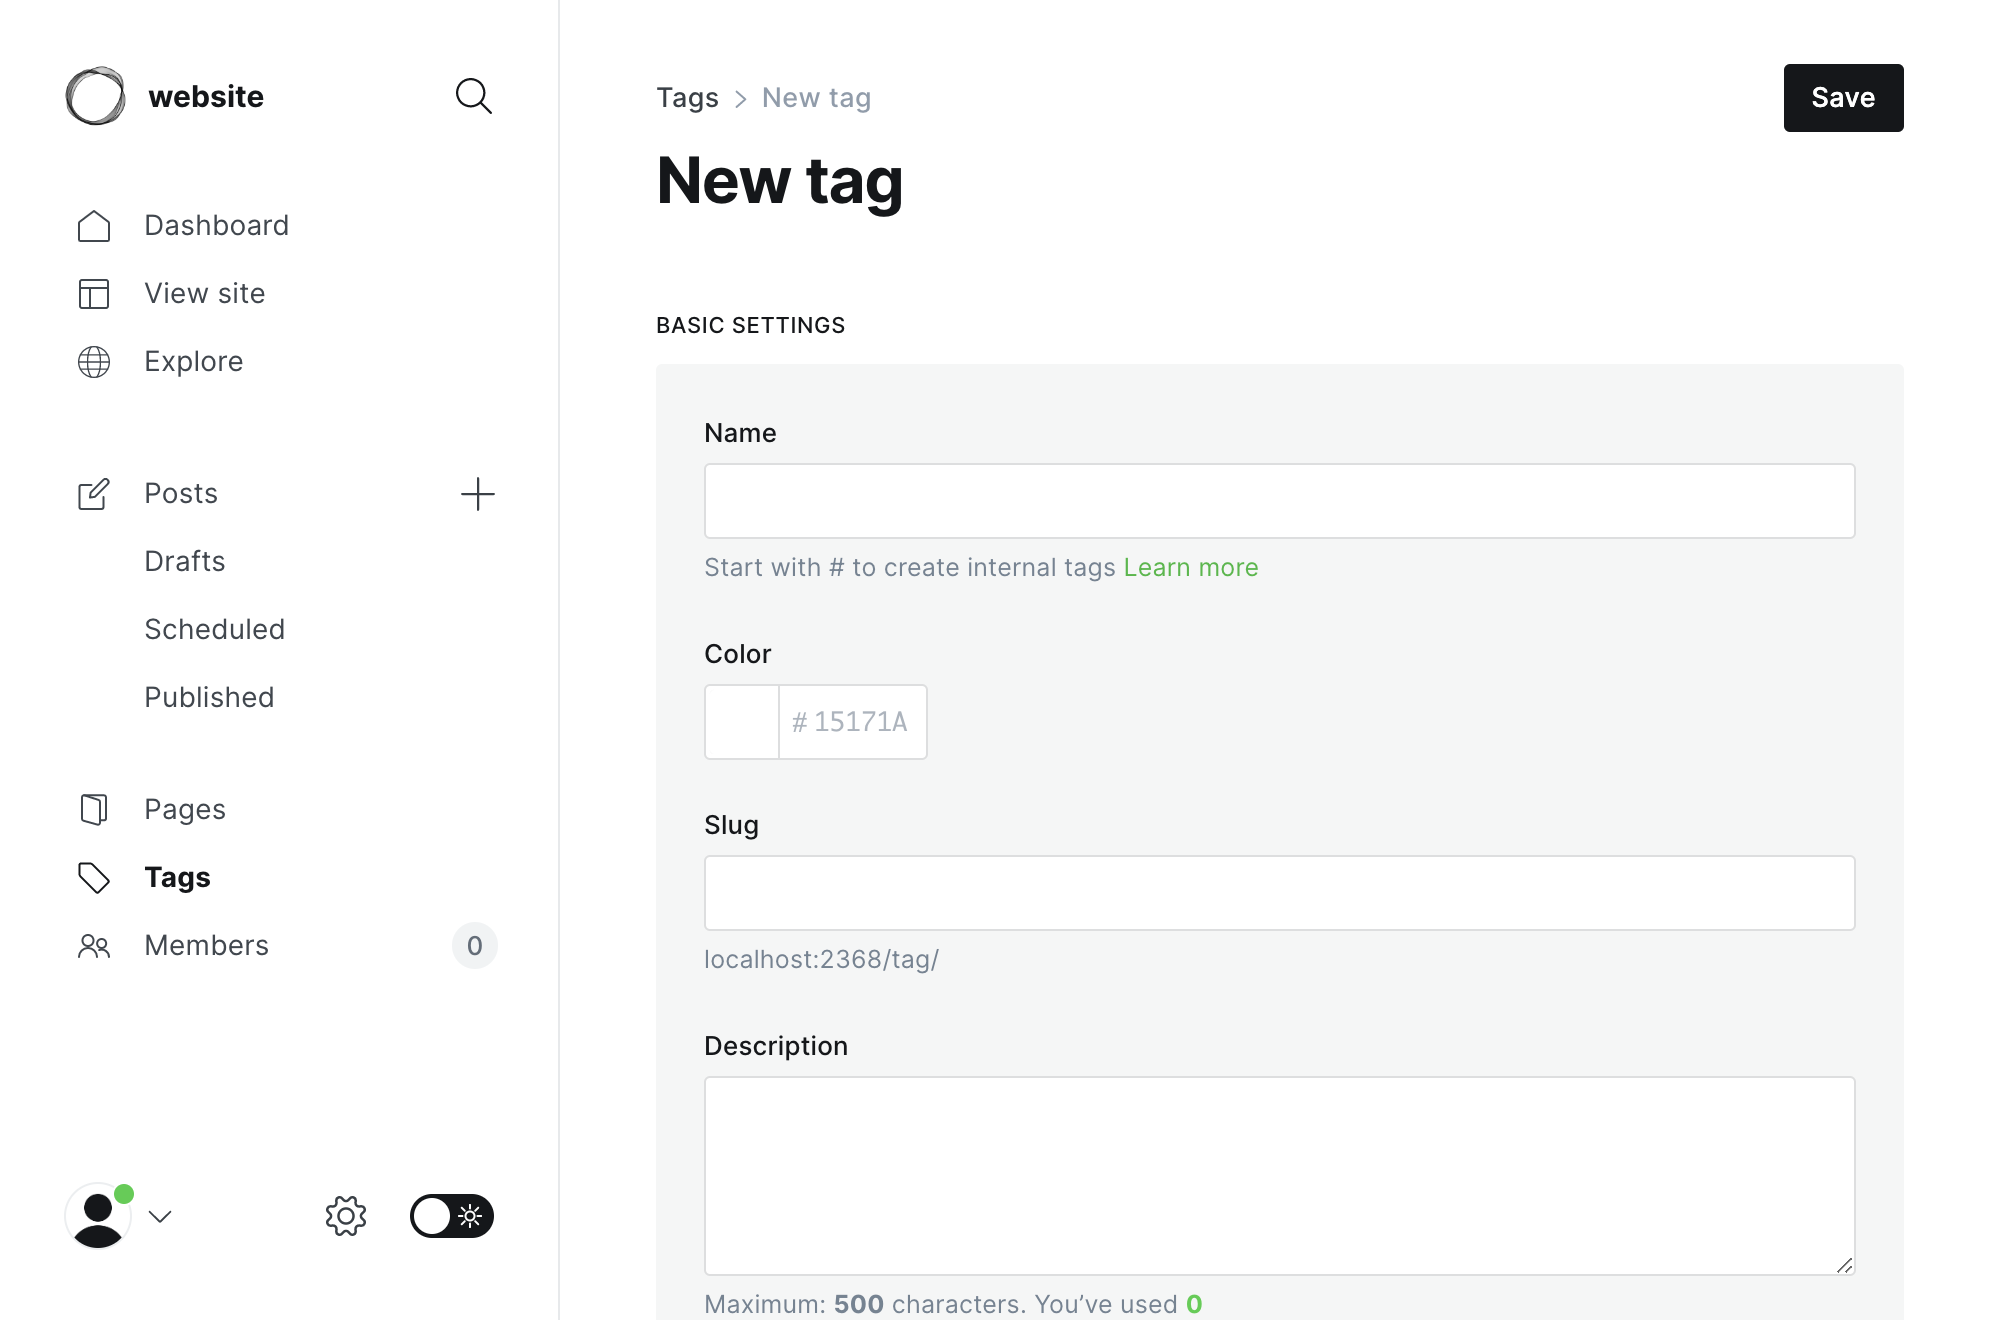 website
Dashboard
View site
Explore
Posts
Drafts
Scheduled
Published
Pages
Tags
Members 0
Tags > New tag
Save
New tag
BASIC SETTINGS
Name
Start with # to create internal tags Learn more
Color
# 15171A
Slug
localhost:2368/tag/
Description
Maximum: 500 characters. You’ve used 0